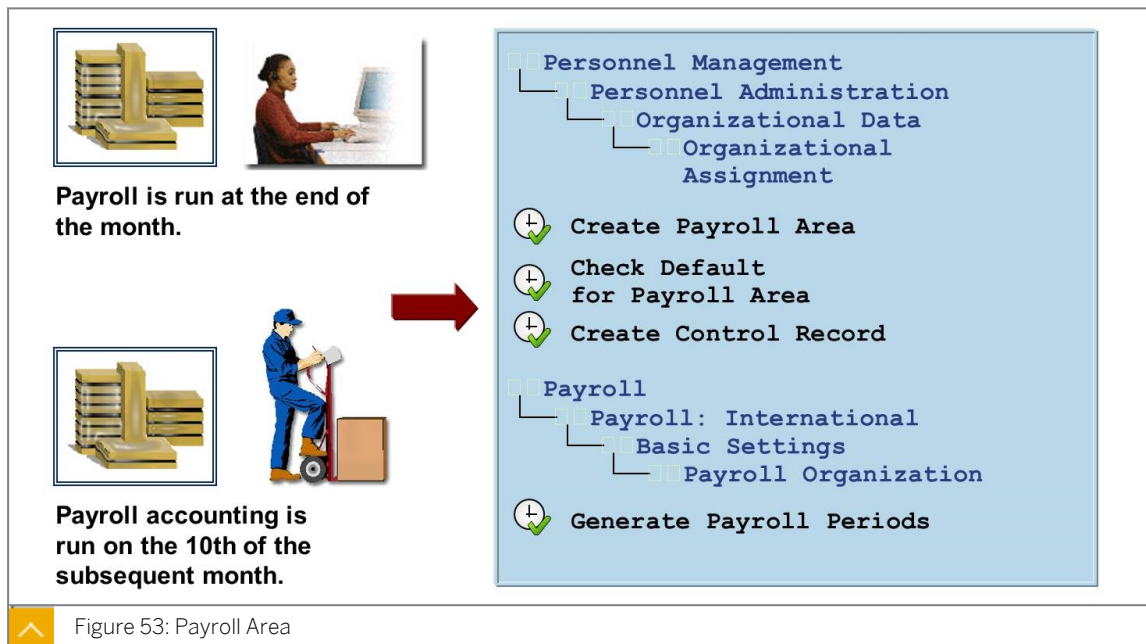 Payroll is run at the end of
the month.
Payroll accounting is
run on the 10th of the
subsequent month.
Personnel Management
Personnel Administration
Organizational Data
Organizational
Assignment
Create Payroll Area
Check Default
for Payroll Area
Create Control Record
Payroll
Payroll: International
Basic Settings
Payroll Organization
Generate Payroll Periods
Figure 53: Payroll Area